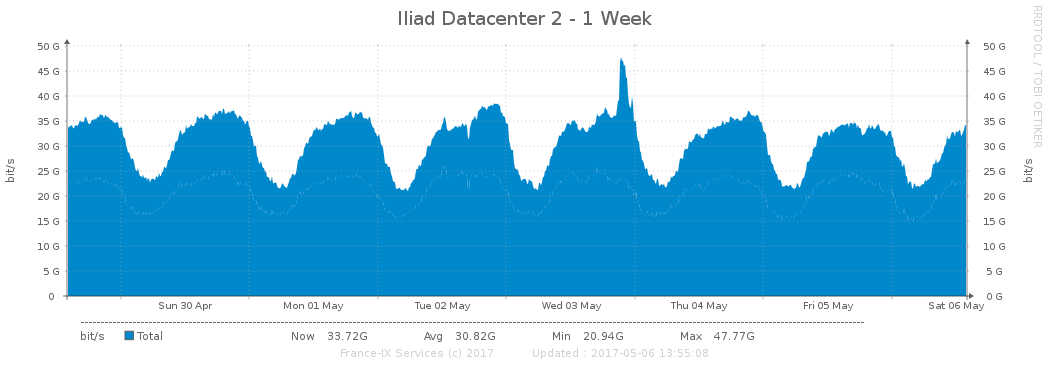 Iliad Datacenter 2 - 1 Week
RRDTOOL / TOBI OETIKER
50 G 50 G
45 G 45 G
40 G 40 G
35 G 35 G
30 G 30 G
25 G 25 G
20 G 20 G
15 G 15 G
10 G 10 G
5 G 5 G
0 0 G
bit/s bit/s
Sun 30 Apr Mon 01 May Tue 02 May Wed 03 May Thu 04 May Fri 05 May Sat 06 May
bit/s Total Now 33.72G Avg 30.82G Min 20.94G Max 47.77G
France-IX Services (c) 2017 Updated : 2017-05-06 13:55:08